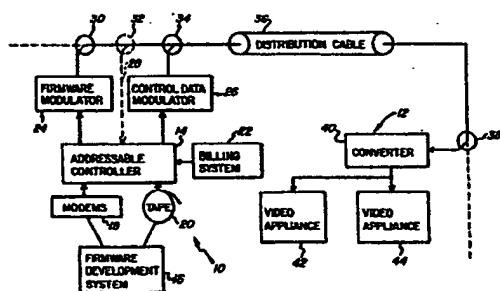 30
32
34
36
DISTRIBUTION CABLE
28
FIRMWARE
MODULATOR
CONTROL DATA
MODULATOR
24
26
12
38
14
22
40
CONVERTER
ADDRESSABLE
CONTROLLER
BILLING
SYSTEM
MODEMS
TAPE
18
20
VIDEO
APPLIANCE
VIDEO
APPLIANCE
10
42
44
FIRMWARE
DEVELOPMENT
SYSTEM
16